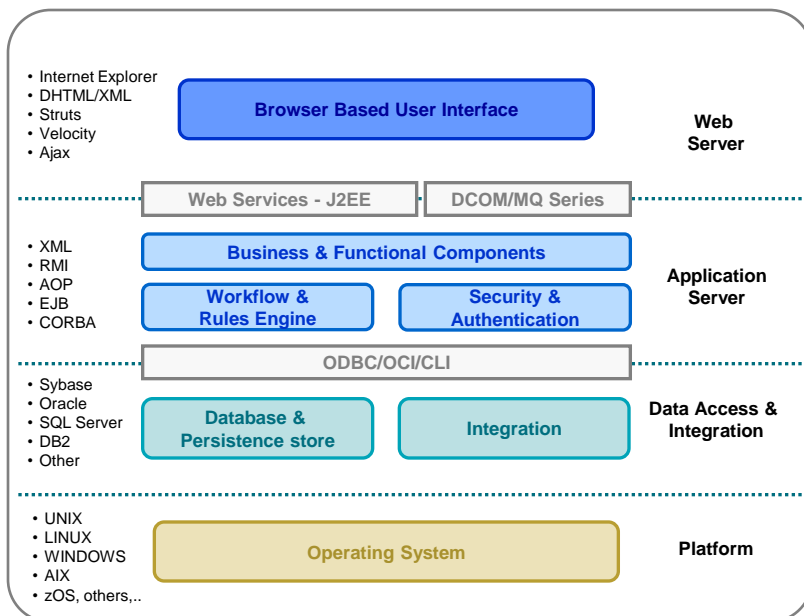 • Internet Explorer
• DHTML/XML
• Struts
• Velocity
• Ajax
Browser Based User Interface
Web
Server
Web Services - J2EE
DCOM/MQ Series
• XML
• RMI
• AOP
• EJB
• CORBA
Business & Functional Components
Workflow &
Rules Engine
Security &
Authentication
Application
Server
ODBC/OCI/CLI
• Sybase
• Oracle
• SQL Server
• DB2
• Other
Database &
Persistence store
Integration
Data Access &
Integration
• UNIX
• LINUX
• WINDOWS
• AIX
• zOS, others,..
Operating System
Platform